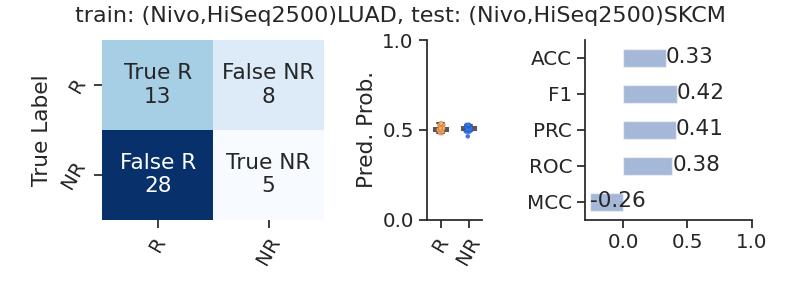 train: (Nivo,HiSeq2500)LUAD, test: (Nivo,HiSeq2500)SKCM
True Label
R
NR
True R
13
False NR
8
False R
28
True NR
5
R
NR
Pred. Prob.
1.0
0.5
0.0
R
NR
ACC
0.33
F1
0.42
PRC
0.41
ROC
0.38
MCC
-0.26
0.0
0.5
1.0